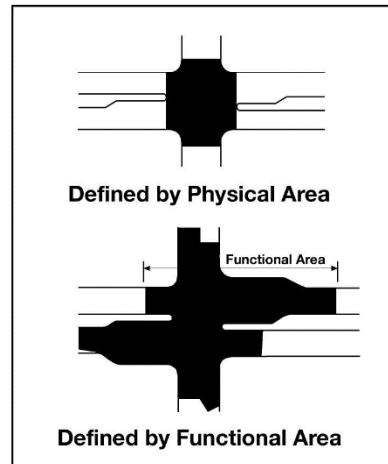 Defined by Physical Area
Functional Area
Defined by Functional Area